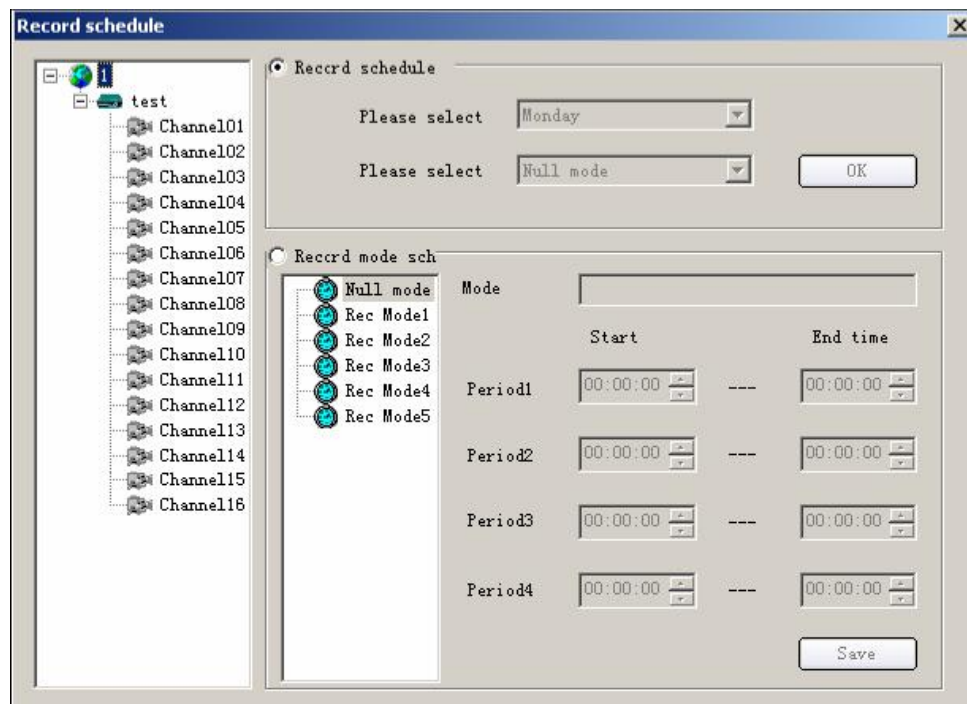 Record schedule
1
test
Channel01
Channel02
Channel03
Channel04
Channel05
Channel06
Channel07
Channel08
Channel09
Channel10
Channel11
Channel12
Channel13
Channel14
Channel15
Channel16
Record schedule
Please select Monday
Please select Null mode OK
Record mode sch
Null mode
Rec Mode1
Rec Mode2
Rec Mode3
Rec Mode4
Rec Mode5
Mode
Start End time
Period1 00:00:00 --- 00:00:00
Period2 00:00:00 --- 00:00:00
Period3 00:00:00 --- 00:00:00
Period4 00:00:00 --- 00:00:00
Save